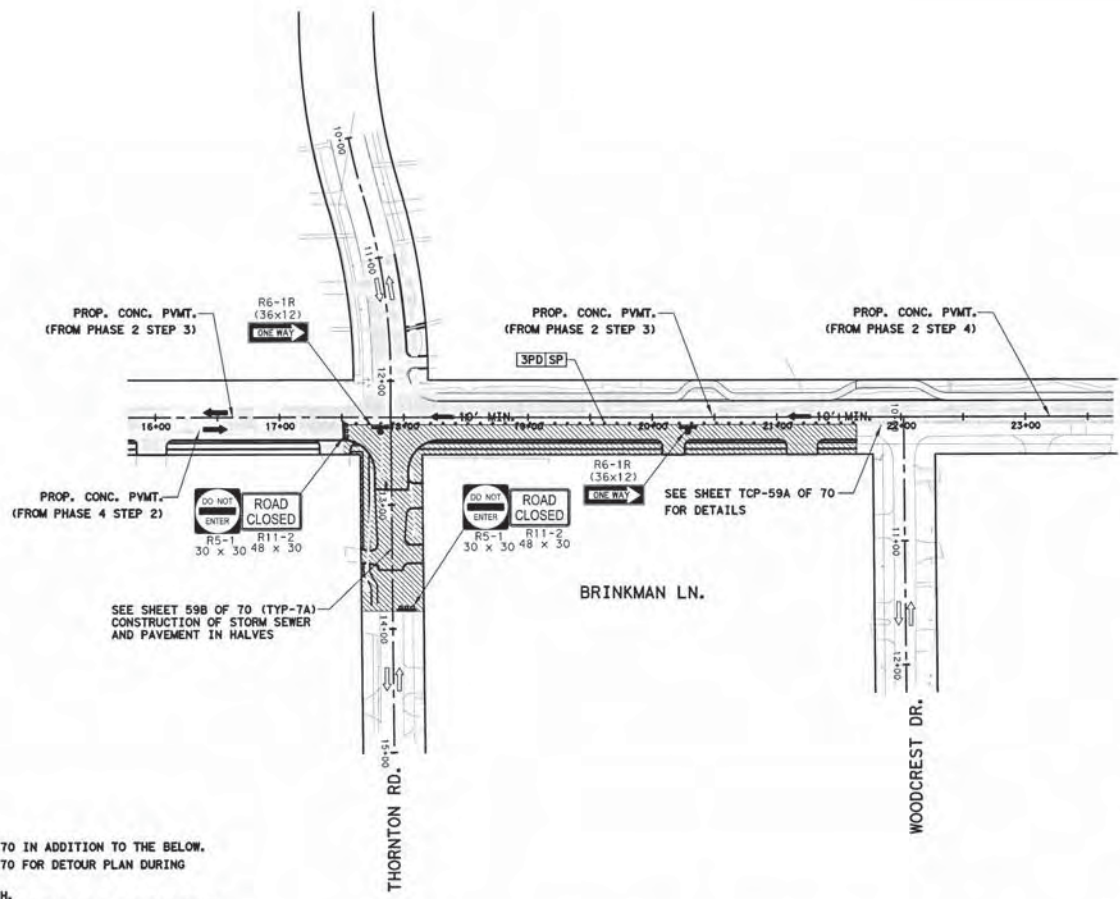 10+00
11+00
R6-1R
(36x12)
ONE WAY
PROP. CONC. PVMT.
(FROM PHASE 2 STEP 3)
PROP. CONC. PVMT.
(FROM PHASE 2 STEP 3)
PROP. CONC. PVMT.
(FROM PHASE 2 STEP 4)
3PD SP
12+00
10' MIN.
10' MIN.
16+00
17+00
18+00
19+00
20+00
21+00
22+00
23+00
PROP. CONC. PVMT.
(FROM PHASE 4 STEP 2)
DO NOT
ENTER
R5-1
30 x 30
ROAD
CLOSED
R11-2
48 x 30
13+00
DO NOT
ENTER
R5-1
30 x 30
ROAD
CLOSED
R11-2
48 x 30
R6-1R
(36x12)
ONE WAY
SEE SHEET TCP-59A OF 70
FOR DETAILS
11+00
SEE SHEET 59B OF 70 (TYP-7A)
CONSTRUCTION OF STORM SEWER
AND PAVEMENT IN HALVES
BRINKMAN LN.
14+00
12+00
15+00
THORNTON RD.
WOODCREST DR.
70 IN ADDITION TO THE BELOW.
70 FOR DETOUR PLAN DURING
H.